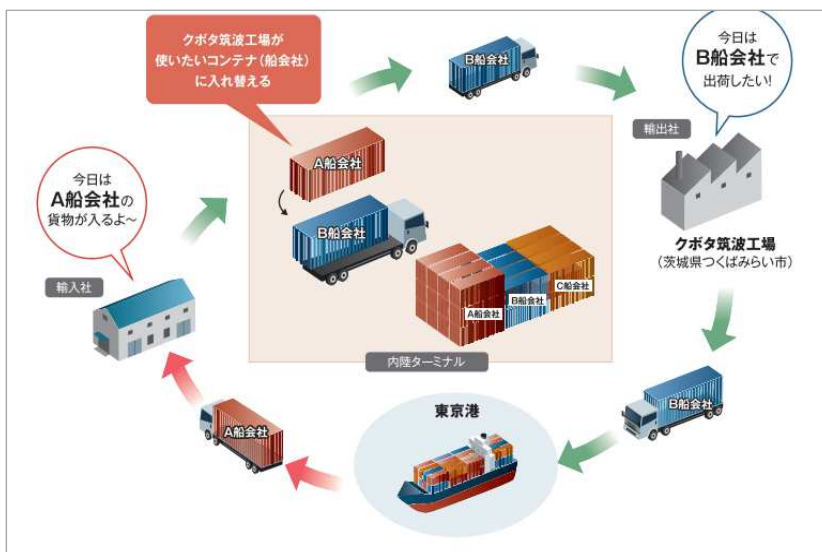 クボタ筑波工場が
使いたいコンテナ（船会社）
に入れ替える
B船会社
今日は
B船会社で
出荷したい!
輸出社
クボタ筑波工場
（茨城県つくばみらい市）
今日は
A船会社の
貨物が入るよ〜
輸入社
A船会社
B船会社
A船会社
B船会社
C船会社
内陸ターミナル
A船会社
東京港
B船会社